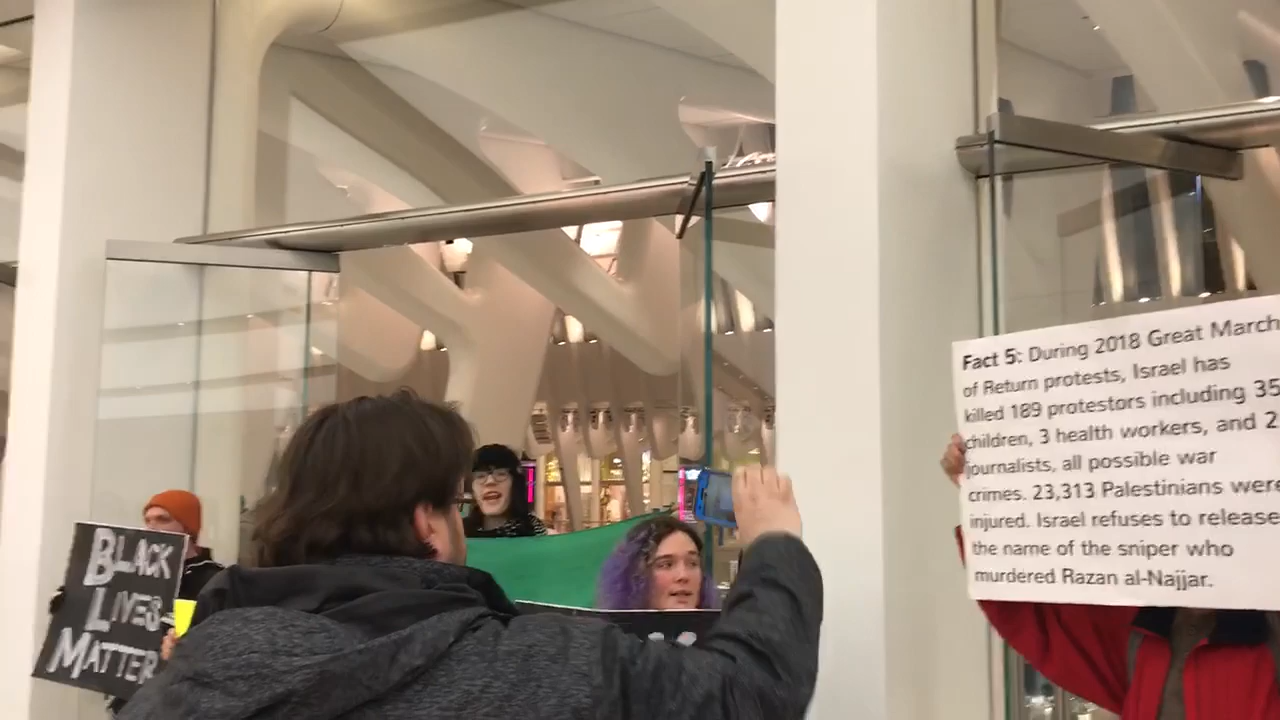 BLACK
LIVES
MATTER
Fact 5: During 2018 Great March
of Return protests, Israel has
killed 189 protestors including 35
children, 3 health workers, and 2
journalists, all possible war
crimes. 23,313 Palestinians were
injured. Israel refuses to release
the name of the sniper who
murdered Razan al-Najjar.